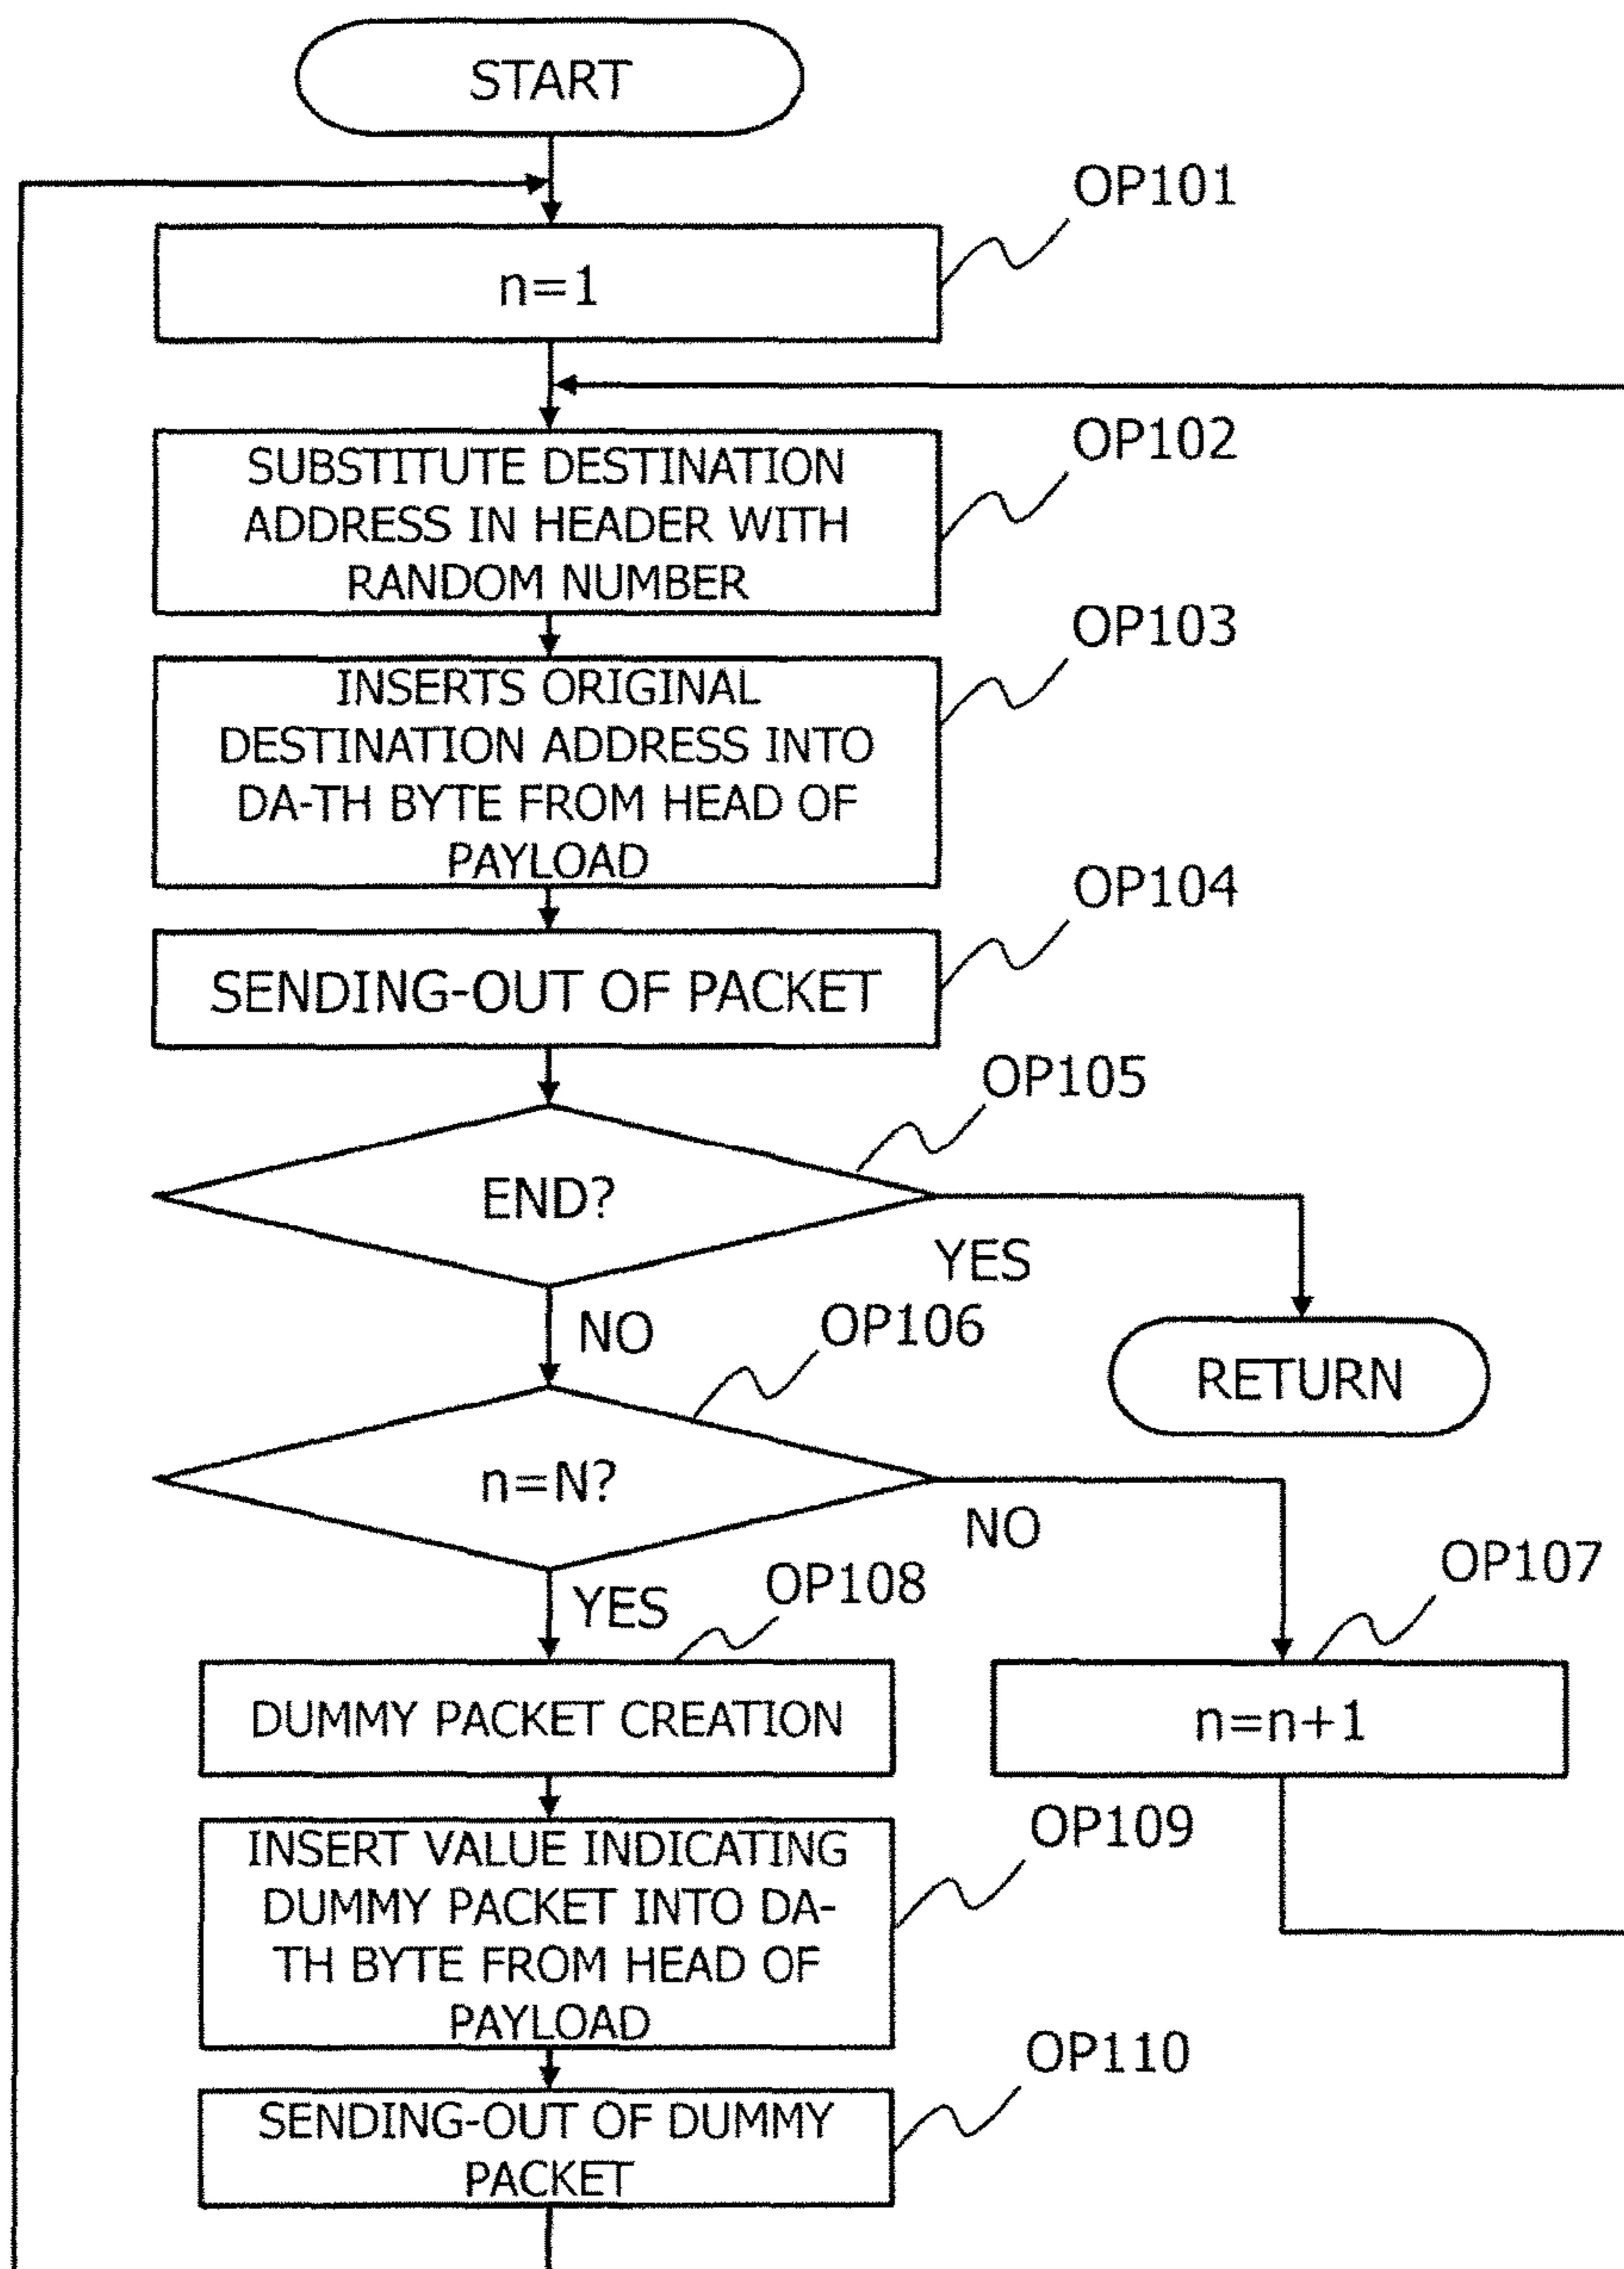 START
OP101
n=1
OP102
SUBSTITUTE DESTINATION
ADDRESS IN HEADER WITH
RANDOM NUMBER
OP103
INSERTS ORIGINAL
DESTINATION ADDRESS INTO
DA-TH BYTE FROM HEAD OF
PAYLOAD
OP104
SENDING-OUT OF PACKET
OP105
END?
YES
NO
OP106
RETURN
n=N?
NO
OP107
YES
OP108
DUMMY PACKET CREATION
n=n+1
OP109
INSERT VALUE INDICATING
DUMMY PACKET INTO DA-
TH BYTE FROM HEAD OF
PAYLOAD
OP110
SENDING-OUT OF DUMMY
PACKET